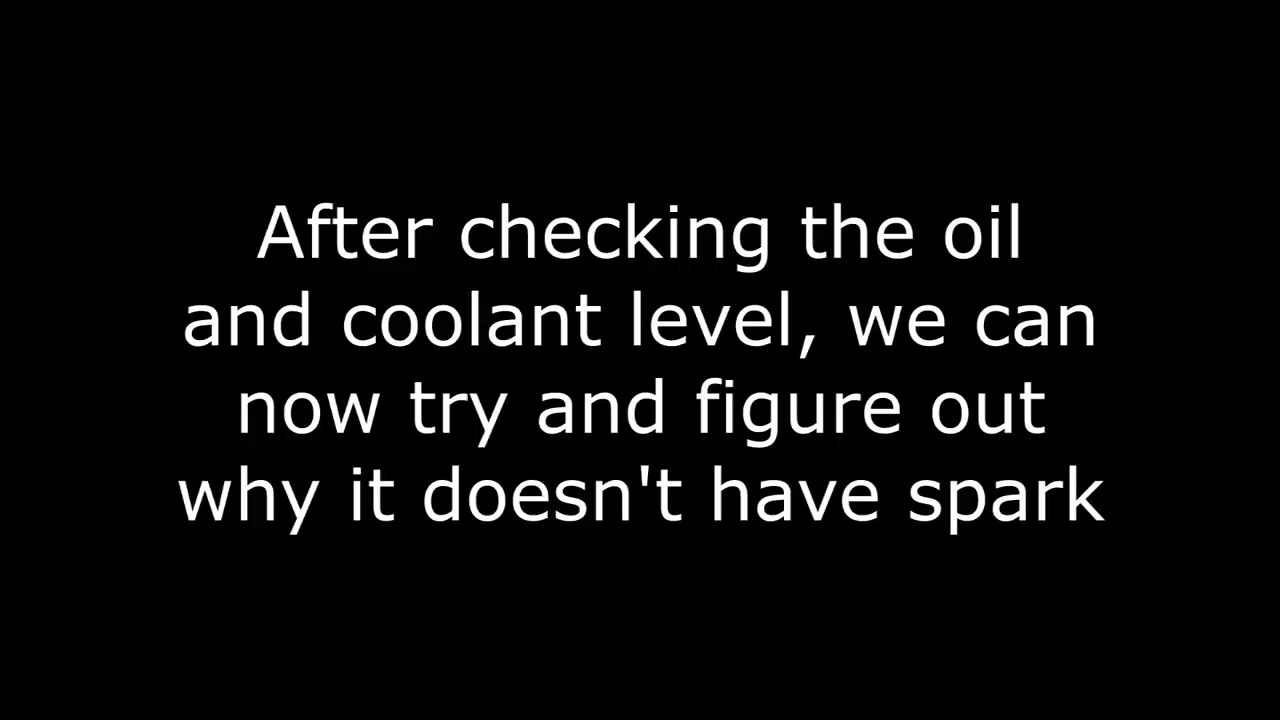 After checking the oil
and coolant level, we can
now try and figure out
why it doesn't have spark